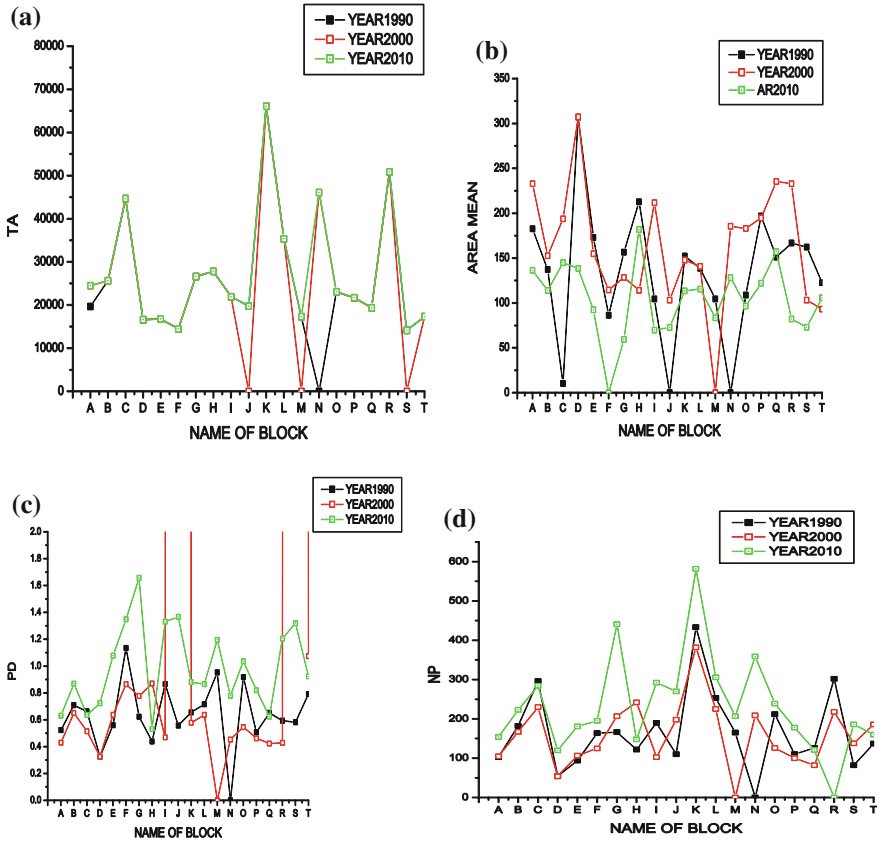 (a)
YEAR1990
YEAR2000
YEAR2010
80000
70000
60000
50000
40000
30000
20000
10000
0
TA
A B C D E F G H I J K L M N O P Q R S T
NAME OF BLOCK
(b)
YEAR1990
YEAR2000
AR2010
350
300
250
200
150
100
50
0
AREA MEAN
A B C D E F G H I J K L M N O P Q R S T
NAME OF BLOCK
(c)
YEAR1990
YEAR2000
YEAR2010
2.0
1.8
1.6
1.4
1.2
1.0
0.8
0.6
0.4
0.2
0.0
PD
A B C D E F G H I J K L M N O P Q R S T
NAME OF BLOCK
(d)
YEAR1990
YEAR2000
YEAR2010
600
500
400
300
200
100
0
NP
A B C D E F G H I J K L M N O P Q R S T
NAME OF BLOCK